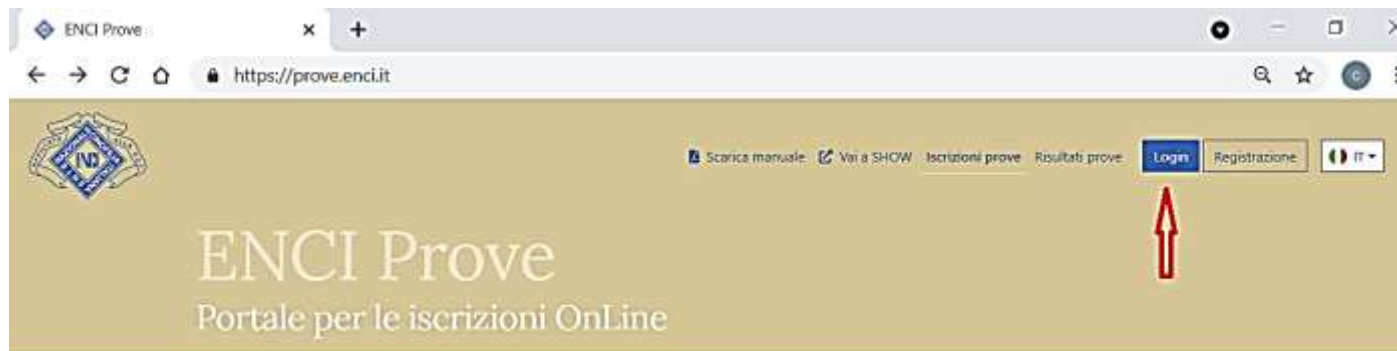 ENCI Prove
https://prove.enci.it
Scarica manuale Vai a SHOW Iscrizioni prove Risultati prove Login Registrazione IT
ENCI Prove
Portale per le iscrizioni OnLine